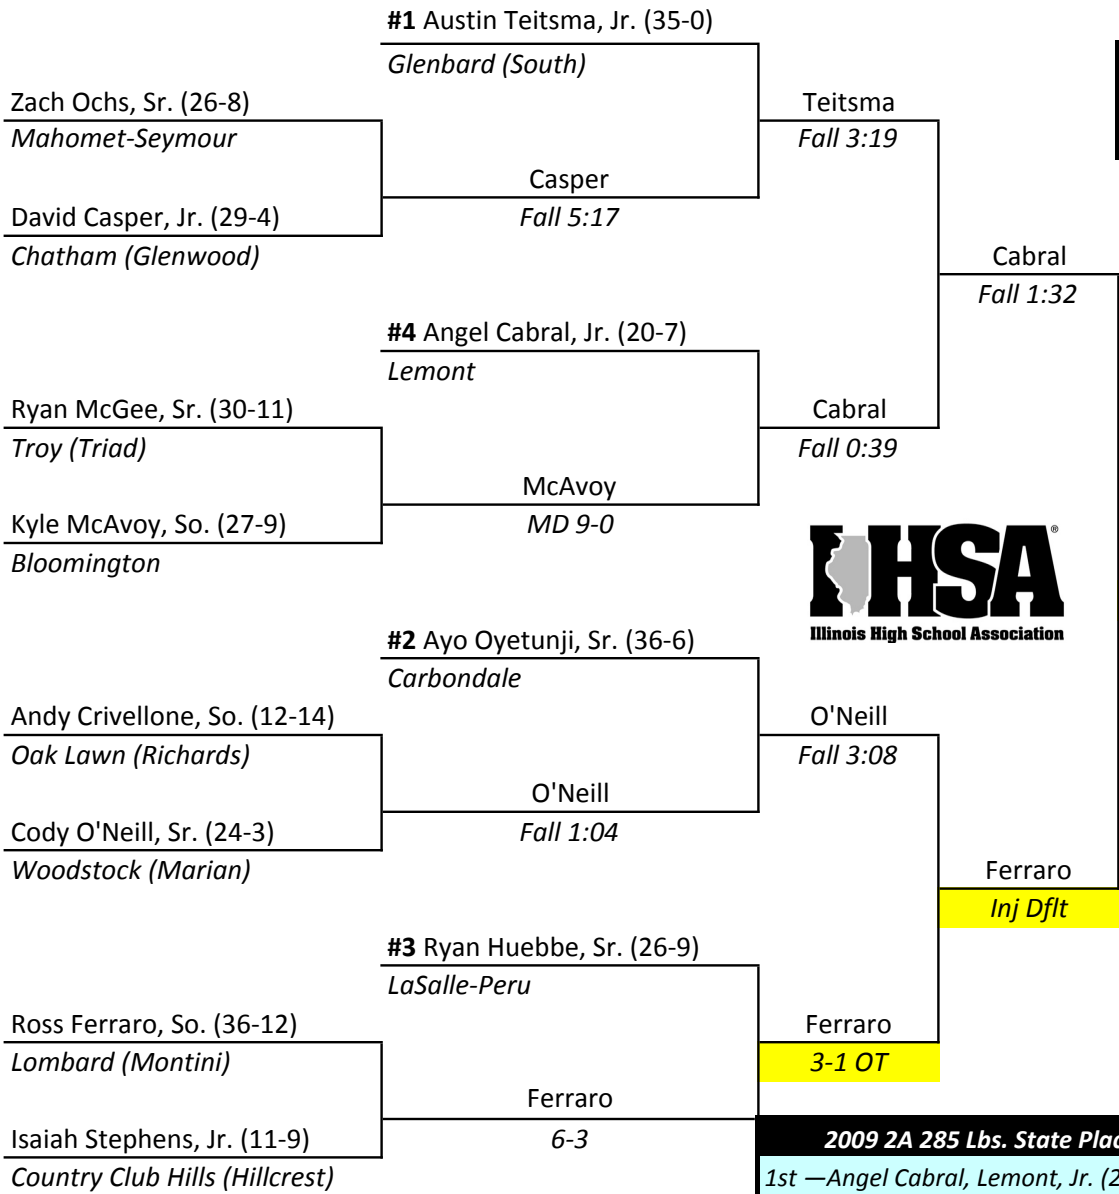 #1 Austin Teitsma, Jr. (35-0)
Glenbard (South)
Zach Ochs, Sr. (26-8)
Mahomet-Seymour
Teitsma
Fall 3:19
Casper
Fall 5:17
David Casper, Jr. (29-4)
Chatham (Glenwood)
Cabral
Fall 1:32
#4 Angel Cabral, Jr. (20-7)
Lemont
Ryan McGee, Sr. (30-11)
Troy (Triad)
Cabral
Fall 0:39
McAvoy
MD 9-0
Kyle McAvoy, So. (27-9)
Bloomington
IHSA®
Illinois High School Association
#2 Ayo Oyetunji, Sr. (36-6)
Carbondale
Andy Crivellone, So. (12-14)
Oak Lawn (Richards)
O'Neill
Fall 3:08
O'Neill
Fall 1:04
Cody O'Neill, Sr. (24-3)
Woodstock (Marian)
Ferraro
Inj Dflt
#3 Ryan Huebbe, Sr. (26-9)
LaSalle-Peru
Ross Ferraro, So. (36-12)
Lombard (Montini)
Ferraro
3-1 OT
Ferraro
6-3
Isaiah Stephens, Jr. (11-9)
Country Club Hills (Hillcrest)
2009 2A 285 Lbs. State Plac
1st —Angel Cabral, Lemont, Jr. (2